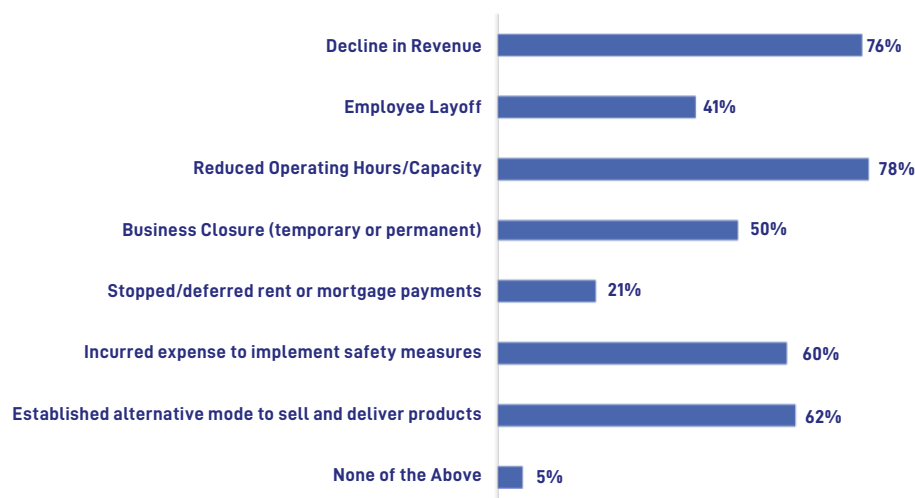 Decline in Revenue 76%
Employee Layoff 41%
Reduced Operating Hours/Capacity 78%
Business Closure (temporary or permanent) 50%
Stopped/deferred rent or mortgage payments 21%
Incurred expense to implement safety measures 60%
Established alternative mode to sell and deliver products 62%
None of the Above 5%